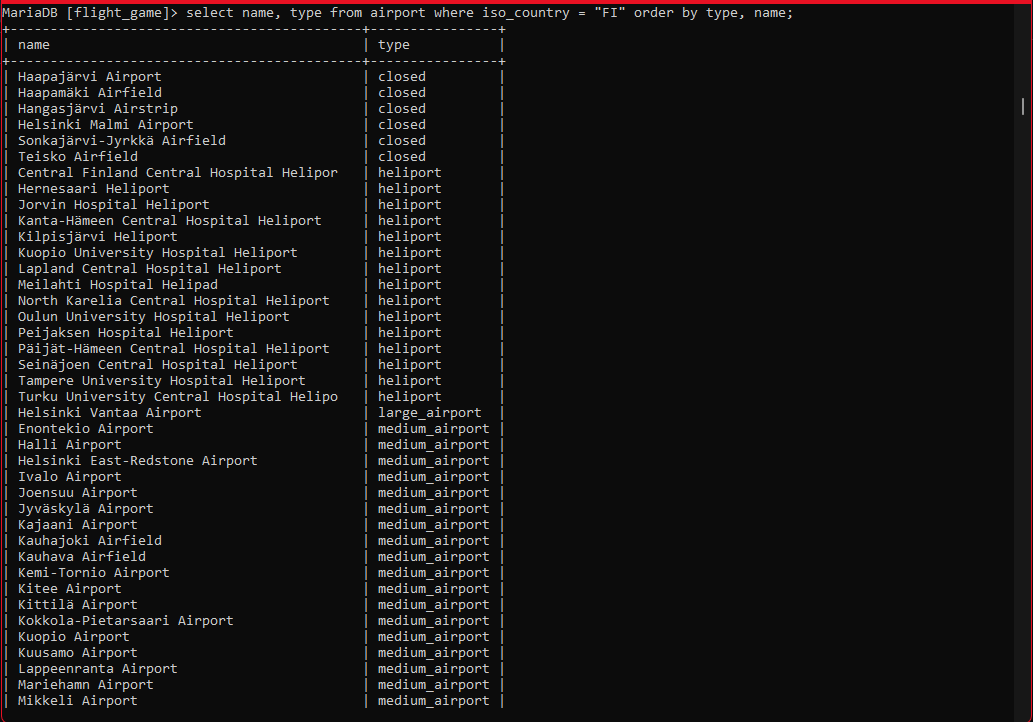 MariaDB [flight_game]> select name, type from airport where iso_country = "FI" order by type, name;
+--------------------------------------------+---------------+
| name                                       | type           |
+--------------------------------------------+---------------+
| Haapajärvi Airport                         | closed         |
| Haapamäki Airfield                         | closed         |
| Hangasjärvi Airstrip                       | closed         |
| Helsinki Malmi Airport                     | closed         |
| Sonkajärvi-Jyrkkä Airfield                 | closed         |
| Teisko Airfield                            | closed         |
| Central Finland Central Hospital Helipor   | heliport       |
| Hernesaari Heliport                        | heliport       |
| Jorvin Hospital Heliport                   | heliport       |
| Kanta-Hämeen Central Hospital Heliport     | heliport       |
| Kilpisjärvi Heliport                       | heliport       |
| Kuopio University Hospital Heliport        | heliport       |
| Lapland Central Hospital Heliport          | heliport       |
| Meilahti Hospital Helipad                  | heliport       |
| North Karelia Central Hospital Heliport    | heliport       |
| Oulun University Hospital Heliport         | heliport       |
| Peijaksen Hospital Heliport                | heliport       |
| Päijät-Hämeen Central Hospital Heliport    | heliport       |
| Seinäjoen Central Hospital Heliport        | heliport       |
| Tampere University Hospital Heliport       | heliport       |
| Turku University Central Hospital Helipo   | heliport       |
| Helsinki Vantaa Airport                    | large_airport  |
| Enontekio Airport                          | medium_airport |
| Halli Airport                              | medium_airport |
| Helsinki East-Redstone Airport             | medium_airport |
| Ivalo Airport                              | medium_airport |
| Joensuu Airport                            | medium_airport |
| Jyväskylä Airport                          | medium_airport |
| Kajaani Airport                            | medium_airport |
| Kauhajoki Airfield                         | medium_airport |
| Kauhava Airfield                           | medium_airport |
| Kemi-Tornio Airport                        | medium_airport |
| Kitee Airport                              | medium_airport |
| Kittilä Airport                            | medium_airport |
| Kokkola-Pietarsaari Airport                | medium_airport |
| Kuopio Airport                             | medium_airport |
| Kuusamo Airport                            | medium_airport |
| Lappeenranta Airport                       | medium_airport |
| Mariehamn Airport                          | medium_airport |
| Mikkeli Airport                            | medium_airport |